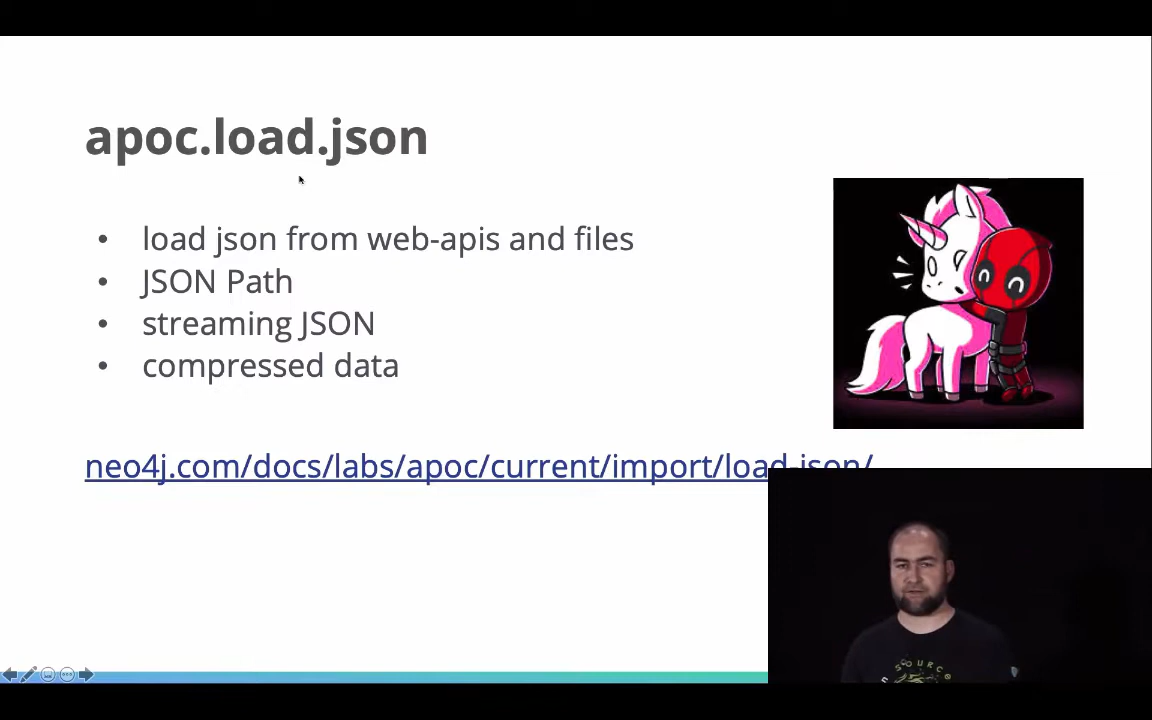 apoc.load.json
• load json from web-apis and files
• JSON Path
• streaming JSON
• compressed data
neo4j.com/docs/labs/apoc/current/import/load-json/
SOURC